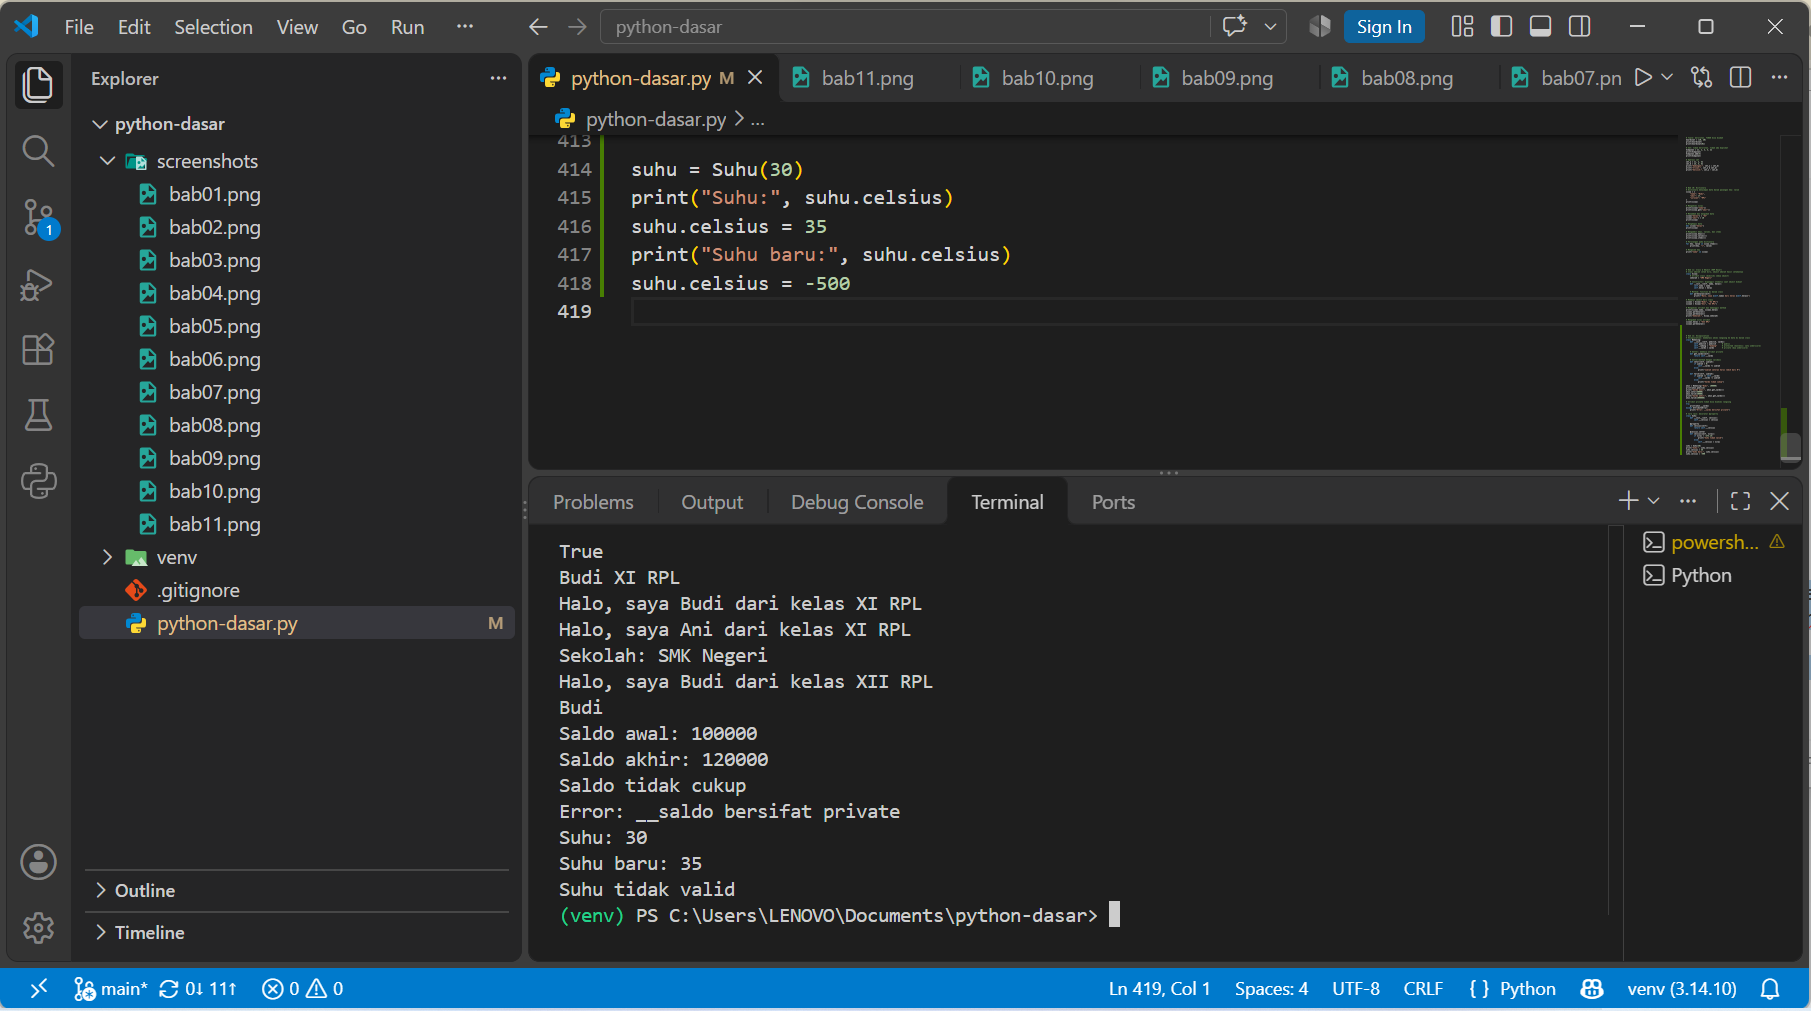 File Edit Selection View Go Run ··· python-dasar Sign In
Explorer ···
python-dasar
screenshots
bab01.png
bab02.png
bab03.png
bab04.png
bab05.png
bab06.png
bab07.png
bab08.png
bab09.png
bab10.png
bab11.png
venv
.gitignore
python-dasar.py M
Outline
Timeline
1
python-dasar.py M bab11.png bab10.png bab09.png bab08.png bab07.pn ···
python-dasar.py > ...
413
414 suhu = Suhu(30)
415 print("Suhu:", suhu.celsius)
416 suhu.celsius = 35
417 print("Suhu baru:", suhu.celsius)
418 suhu.celsius = -500
419
Problems Output Debug Console Terminal Ports
True
Budi XI RPL
Halo, saya Budi dari kelas XI RPL
Halo, saya Ani dari kelas XI RPL
Sekolah: SMK Negeri
Halo, saya Budi dari kelas XII RPL
Budi
Saldo awal: 100000
Saldo akhir: 120000
Saldo tidak cukup
Error: __saldo bersifat private
Suhu: 30
Suhu baru: 35
Suhu tidak valid
(venv) PS C:\Users\LENOVO\Documents\python-dasar>
powersh...
Python
main* 0↓ 11↑ 0 0 Ln 419, Col 1 Spaces: 4 UTF-8 CRLF { } Python venv (3.14.10)